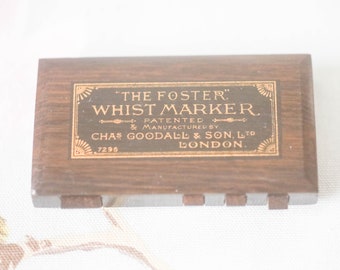 "THE FOSTER"
WHIST MARKER
PATENTED
& MANUFACTURED BY
CHAS GOODALL & SON, LTD
LONDON.
7295